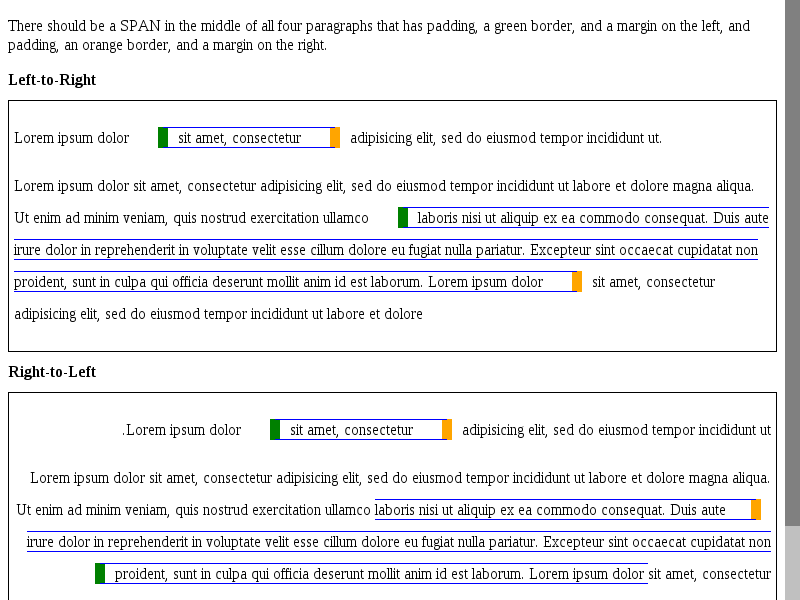 There should be a SPAN in the middle of all four paragraphs that has padding, a green border, and a margin on the left, and
padding, an orange border, and a margin on the right.
Left-to-Right
Lorem ipsum dolor sit amet, consectetur adipisicing elit, sed do eiusmod tempor incididunt ut.
Lorem ipsum dolor sit amet, consectetur adipisicing elit, sed do eiusmod tempor incididunt ut labore et dolore magna aliqua.
Ut enim ad minim veniam, quis nostrud exercitation ullamco laboris nisi ut aliquip ex ea commodo consequat. Duis aute
irure dolor in reprehenderit in voluptate velit esse cillum dolore eu fugiat nulla pariatur. Excepteur sint occaecat cupidatat non
proident, sunt in culpa qui officia deserunt mollit anim id est laborum. Lorem ipsum dolor sit amet, consectetur
adipisicing elit, sed do eiusmod tempor incididunt ut labore et dolore
Right-to-Left
.Lorem ipsum dolor sit amet, consectetur adipisicing elit, sed do eiusmod tempor incididunt ut
Lorem ipsum dolor sit amet, consectetur adipisicing elit, sed do eiusmod tempor incididunt ut labore et dolore magna aliqua.
Ut enim ad minim veniam, quis nostrud exercitation ullamco laboris nisi ut aliquip ex ea commodo consequat. Duis aute
irure dolor in reprehenderit in voluptate velit esse cillum dolore eu fugiat nulla pariatur. Excepteur sint occaecat cupidatat non
proident, sunt in culpa qui officia deserunt mollit anim id est laborum. Lorem ipsum dolor sit amet, consectetur